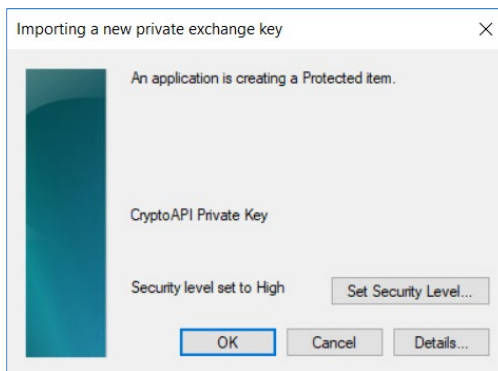 Importing a new private exchange key
An application is creating a Protected item.
CryptoAPI Private Key
Security level set to High
Set Security Level...
OK
Cancel
Details...